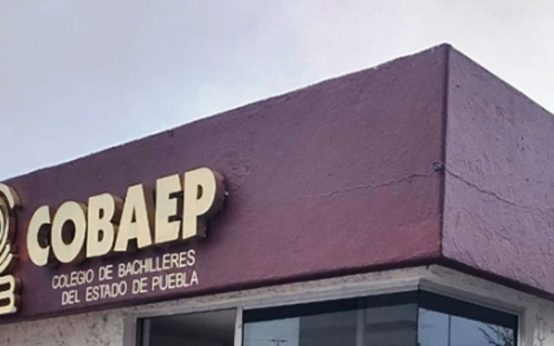 COBAEP
COLEGIO DE BACHILLERES
DEL ESTADO DE PUEBLA